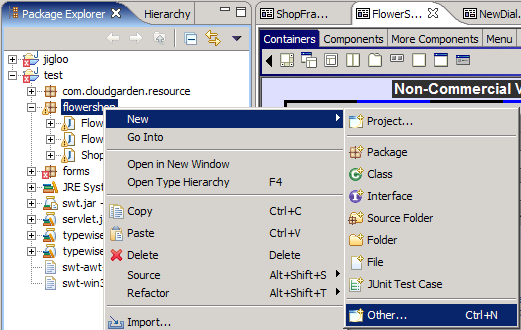 Package Explorer
Hierarchy
jigloo
test
com.cloudgarden.resource
flowershop
Flow
Flow
Shop
forms
JRE Syst
swt.jar -
servlet.j
typewise
typewise
swt-awt-
swt-win3
New
Go Into
Open in New Window
Open Type Hierarchy F4
Copy Ctrl+C
Paste Ctrl+V
Delete Delete
Source Alt+Shift+S
Refactor Alt+Shift+T
Import...
ShopFra...
FlowerS...
NewDial
Containers Components More Components Menu
Non-Commercial V
Project...
Package
Class
Interface
Source Folder
Folder
File
JUnit Test Case
Other... Ctrl+N